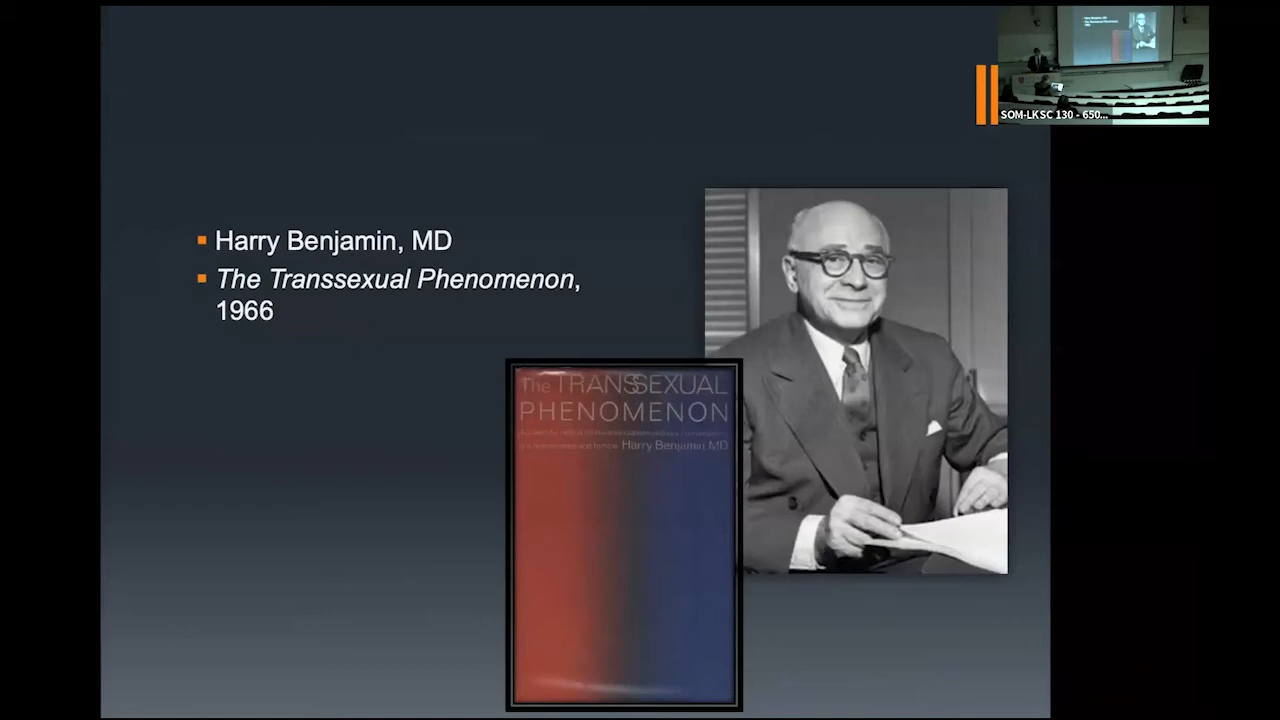 Harry Benjamin, MD
The Transsexual Phenomenon,
1966
The TRANSSEXUAL
PHENOMENON
Harry Benjamin, MD
SOM-LKSC 130 - 650...